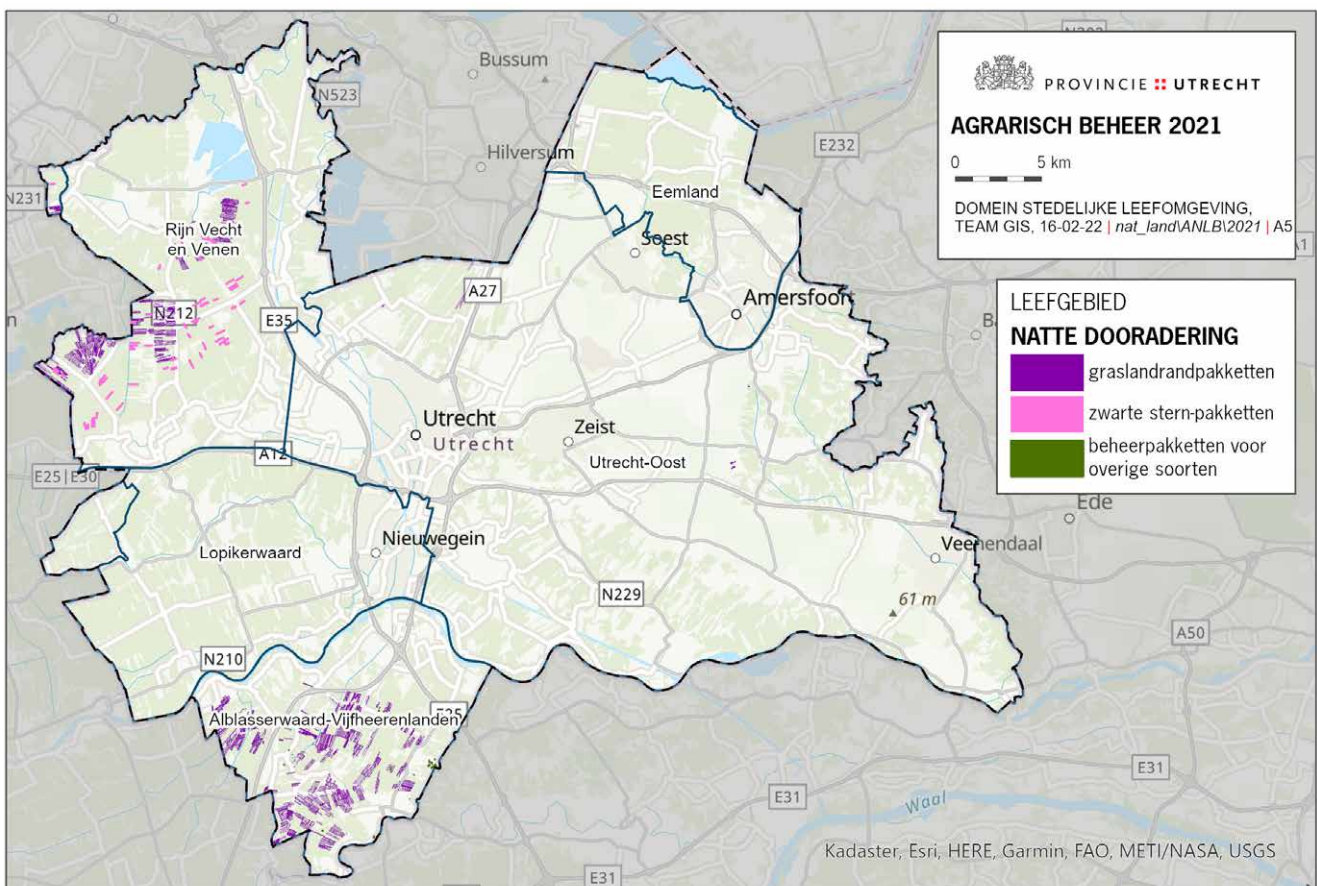 Bussum
N523
Hilversum
N231
Rijn Vecht
en Venen
N212
E35
A27
Eemland
Soest
Amersfoort
E232
PROVINCIE UTRECHT
AGRARISCH BEHEER 2021
0 5 km
DOMEIN STEDELIJKE LEEFOMGEVING,
TEAM GIS, 16-02-22 | nat_land\ANLB\2021 | A5
A1
LEEFGEBIED
NATTE DOORADERING
graslandrandpakketten
zwarte stern-pakketten
beheerpakketten voor
overige soorten
Utrecht
Utrecht
Zeist
Utrecht-Oost
A12
E25|E30
Lopikerwaard
Nieuwegein
N229
Veenendaal
Ede
61 m
A50
N210
Alblasserwaard-Vijfheerenlanden
E31
E31
Waal
E31
Kadaster, Esri, HERE, Garmin, FAO, METI/NASA, USGS